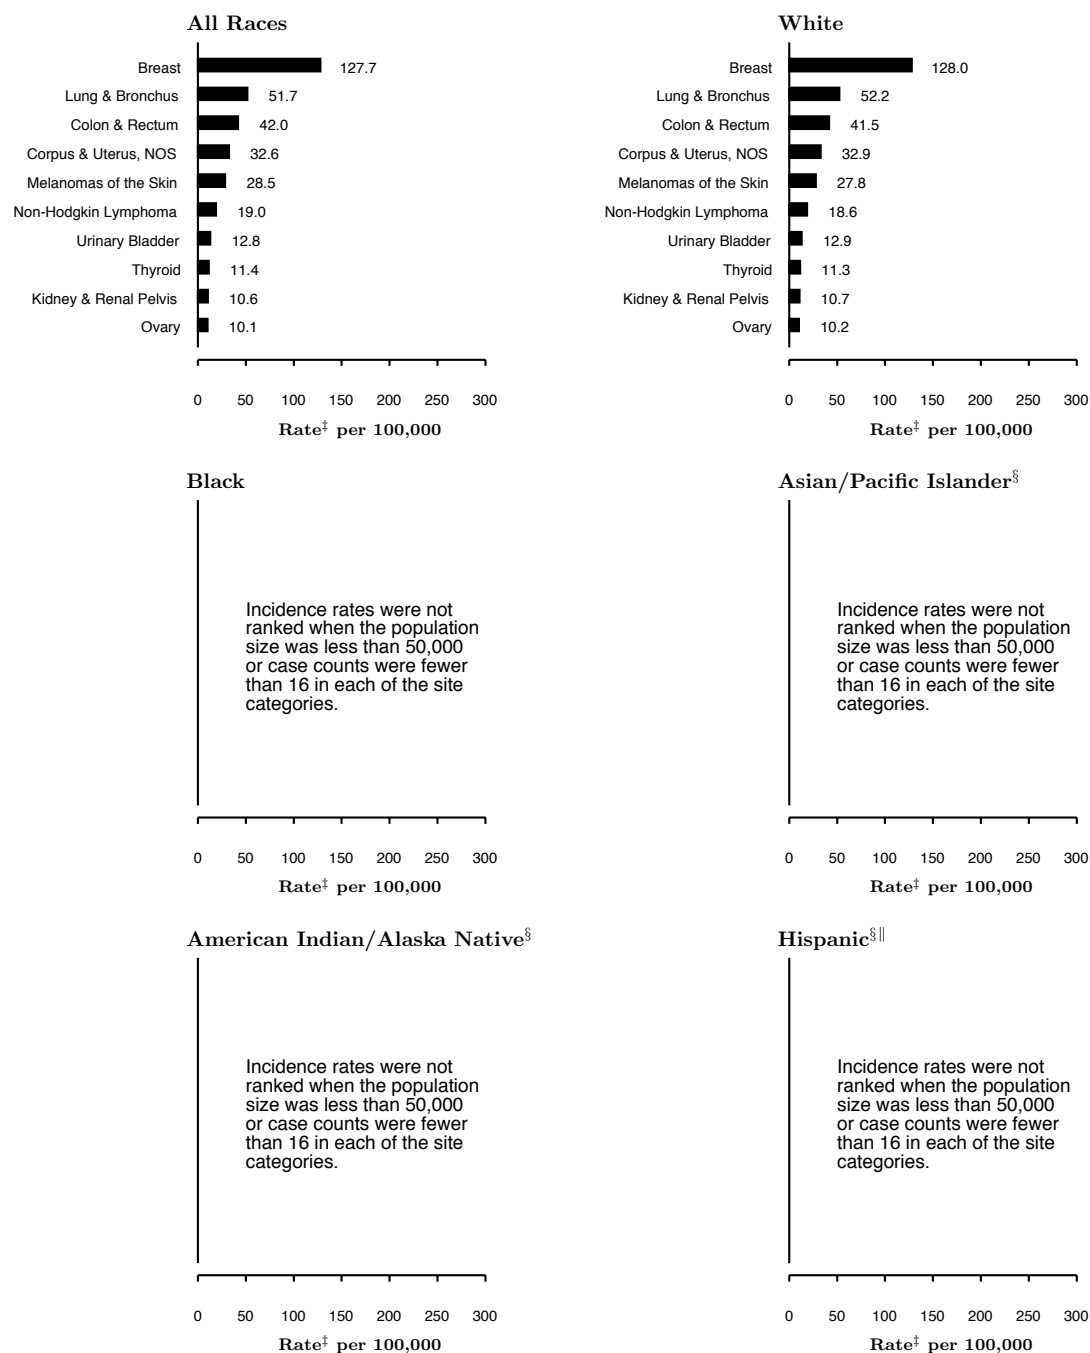 All Races
Breast 127.7
Lung & Bronchus 51.7
Colon & Rectum 42.0
Corpus & Uterus, NOS 32.6
Melanomas of the Skin 28.5
Non-Hodgkin Lymphoma 19.0
Urinary Bladder 12.8
Thyroid 11.4
Kidney & Renal Pelvis 10.6
Ovary 10.1
0 50 100 150 200 250 300
Rate‡ per 100,000
White
Breast 128.0
Lung & Bronchus 52.2
Colon & Rectum 41.5
Corpus & Uterus, NOS 32.9
Melanomas of the Skin 27.8
Non-Hodgkin Lymphoma 18.6
Urinary Bladder 12.9
Thyroid 11.3
Kidney & Renal Pelvis 10.7
Ovary 10.2
0 50 100 150 200 250 300
Rate‡ per 100,000
Black
Incidence rates were not
ranked when the population
size was less than 50,000
or case counts were fewer
than 16 in each of the site
categories.
0 50 100 150 200 250 300
Rate‡ per 100,000
Asian/Pacific Islander§
Incidence rates were not
ranked when the population
size was less than 50,000
or case counts were fewer
than 16 in each of the site
categories.
0 50 100 150 200 250 300
Rate‡ per 100,000
American Indian/Alaska Native§
Incidence rates were not
ranked when the population
size was less than 50,000
or case counts were fewer
than 16 in each of the site
categories.
0 50 100 150 200 250 300
Rate‡ per 100,000
Hispanic§‖
Incidence rates were not
ranked when the population
size was less than 50,000
or case counts were fewer
than 16 in each of the site
categories.
0 50 100 150 200 250 300
Rate‡ per 100,000